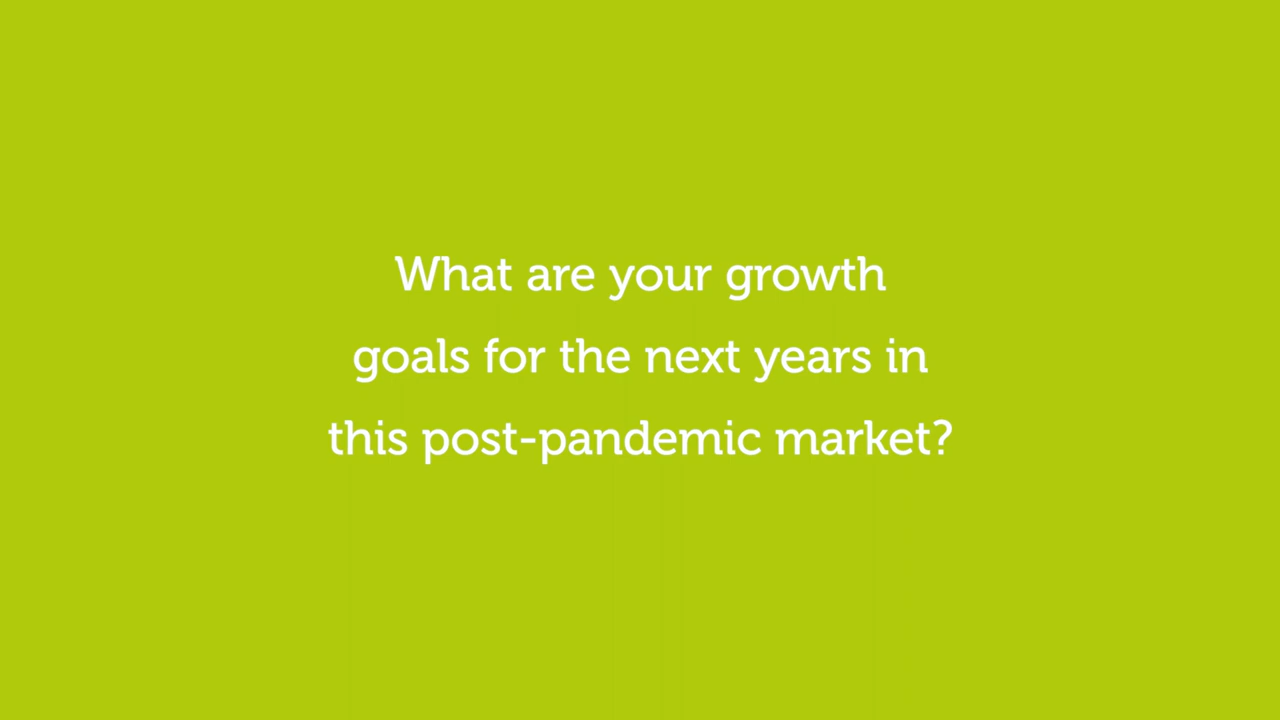 What are your growth
goals for the next years in
this post-pandemic market?